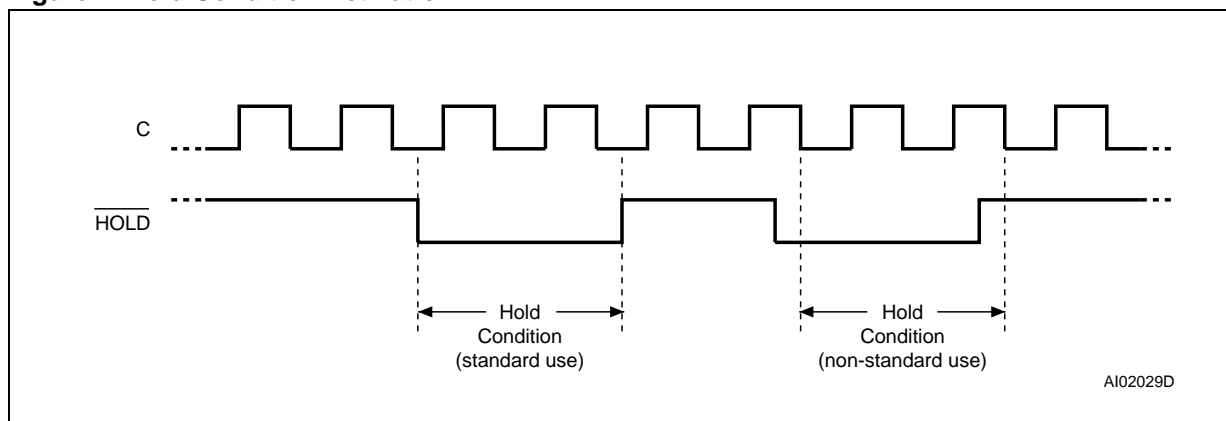 C
HOLD
Hold
Condition
(standard use)
Hold
Condition
(non-standard use)
AI02029D